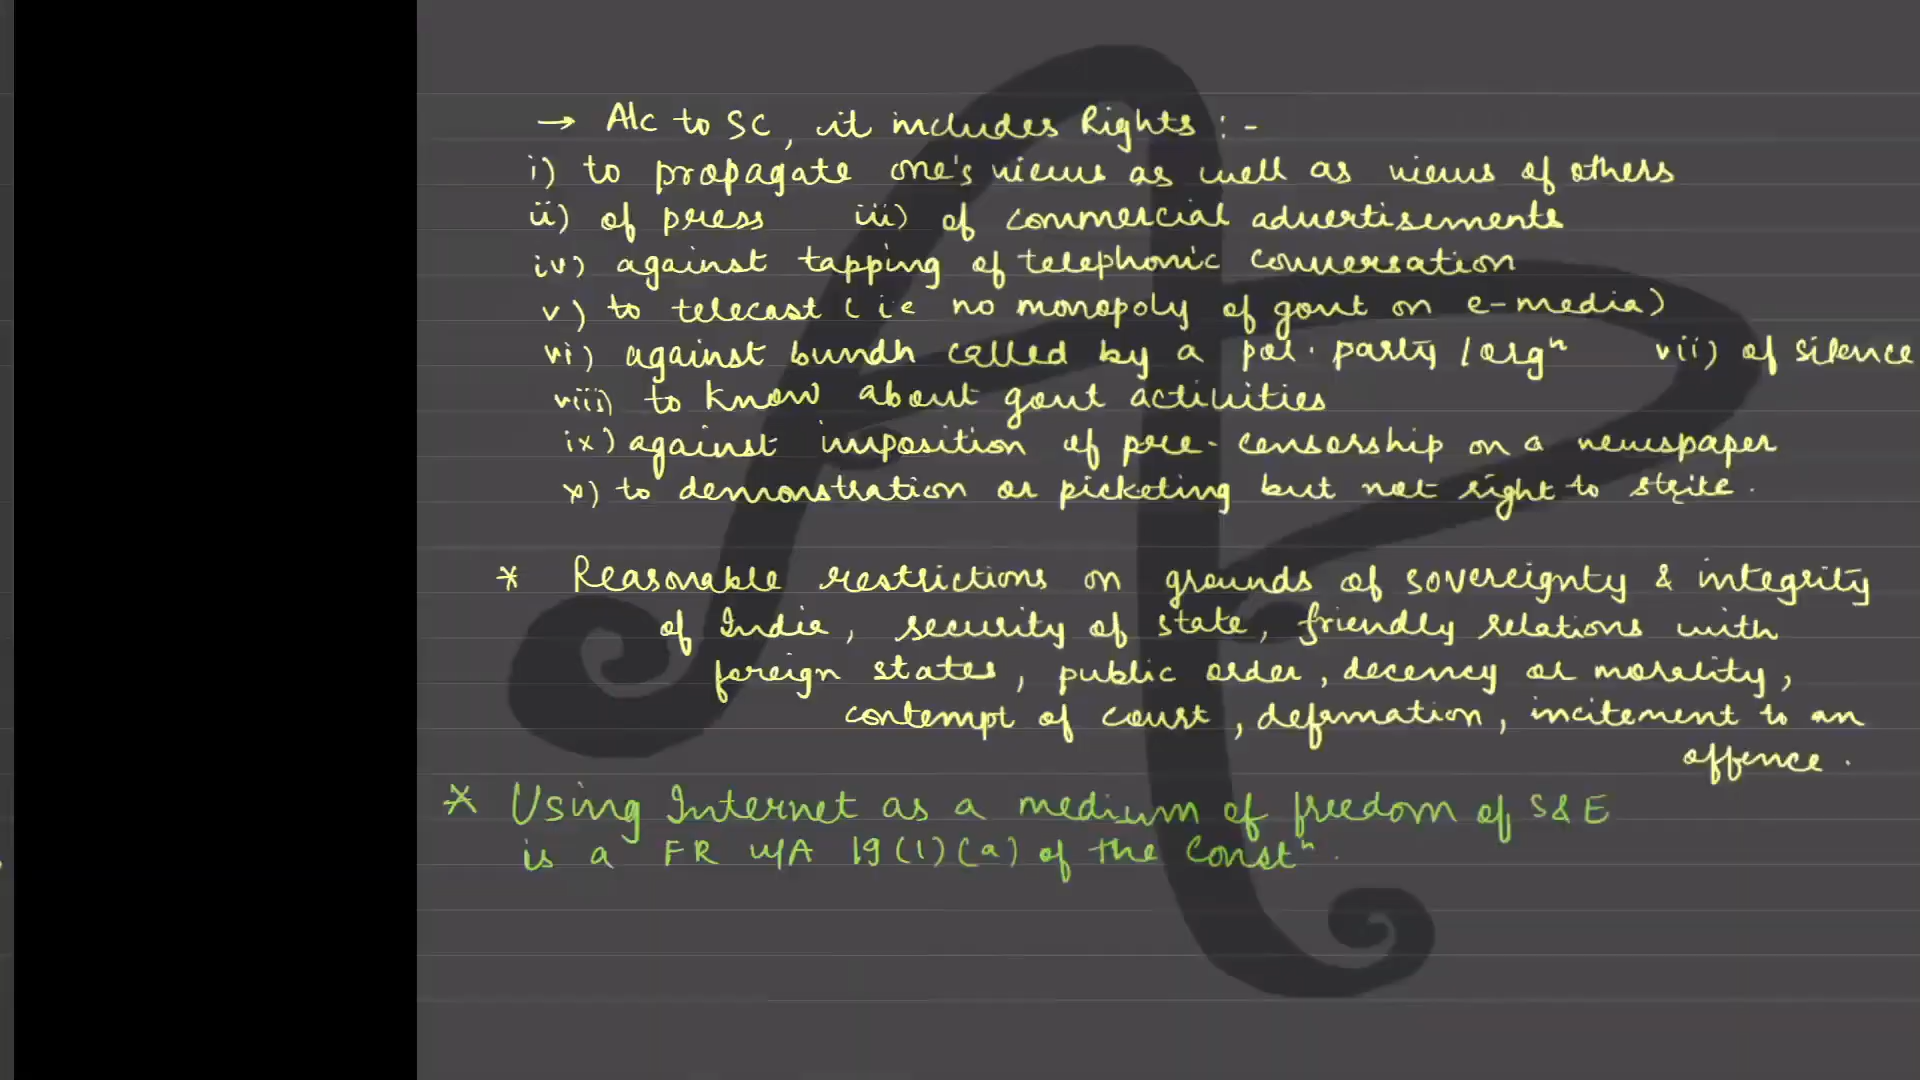 → A/c to SC, it includes Rights :-
i) to propagate one's views as well as views of others
ii) of press iii) of commercial advertisements
iv) against tapping of telephonic conversation
v) to telecast (i.e no monopoly of govt on e-media)
vi) against bundh called by a pol. party / orgⁿ vii) of silence
viii) to know about govt activities
ix) against imposition of pre-censorship on a newspaper
x) to demonstration or picketing but not right to strike.
* Reasonable restrictions on grounds of sovereignty & integrity
of India, security of state, friendly relations with
foreign states, public order, decency or morality,
contempt of court, defamation, incitement to an
offence.
* Using Internet as a medium of freedom of S&E
is a FR u/A 19(1)(a) of the Constⁿ.